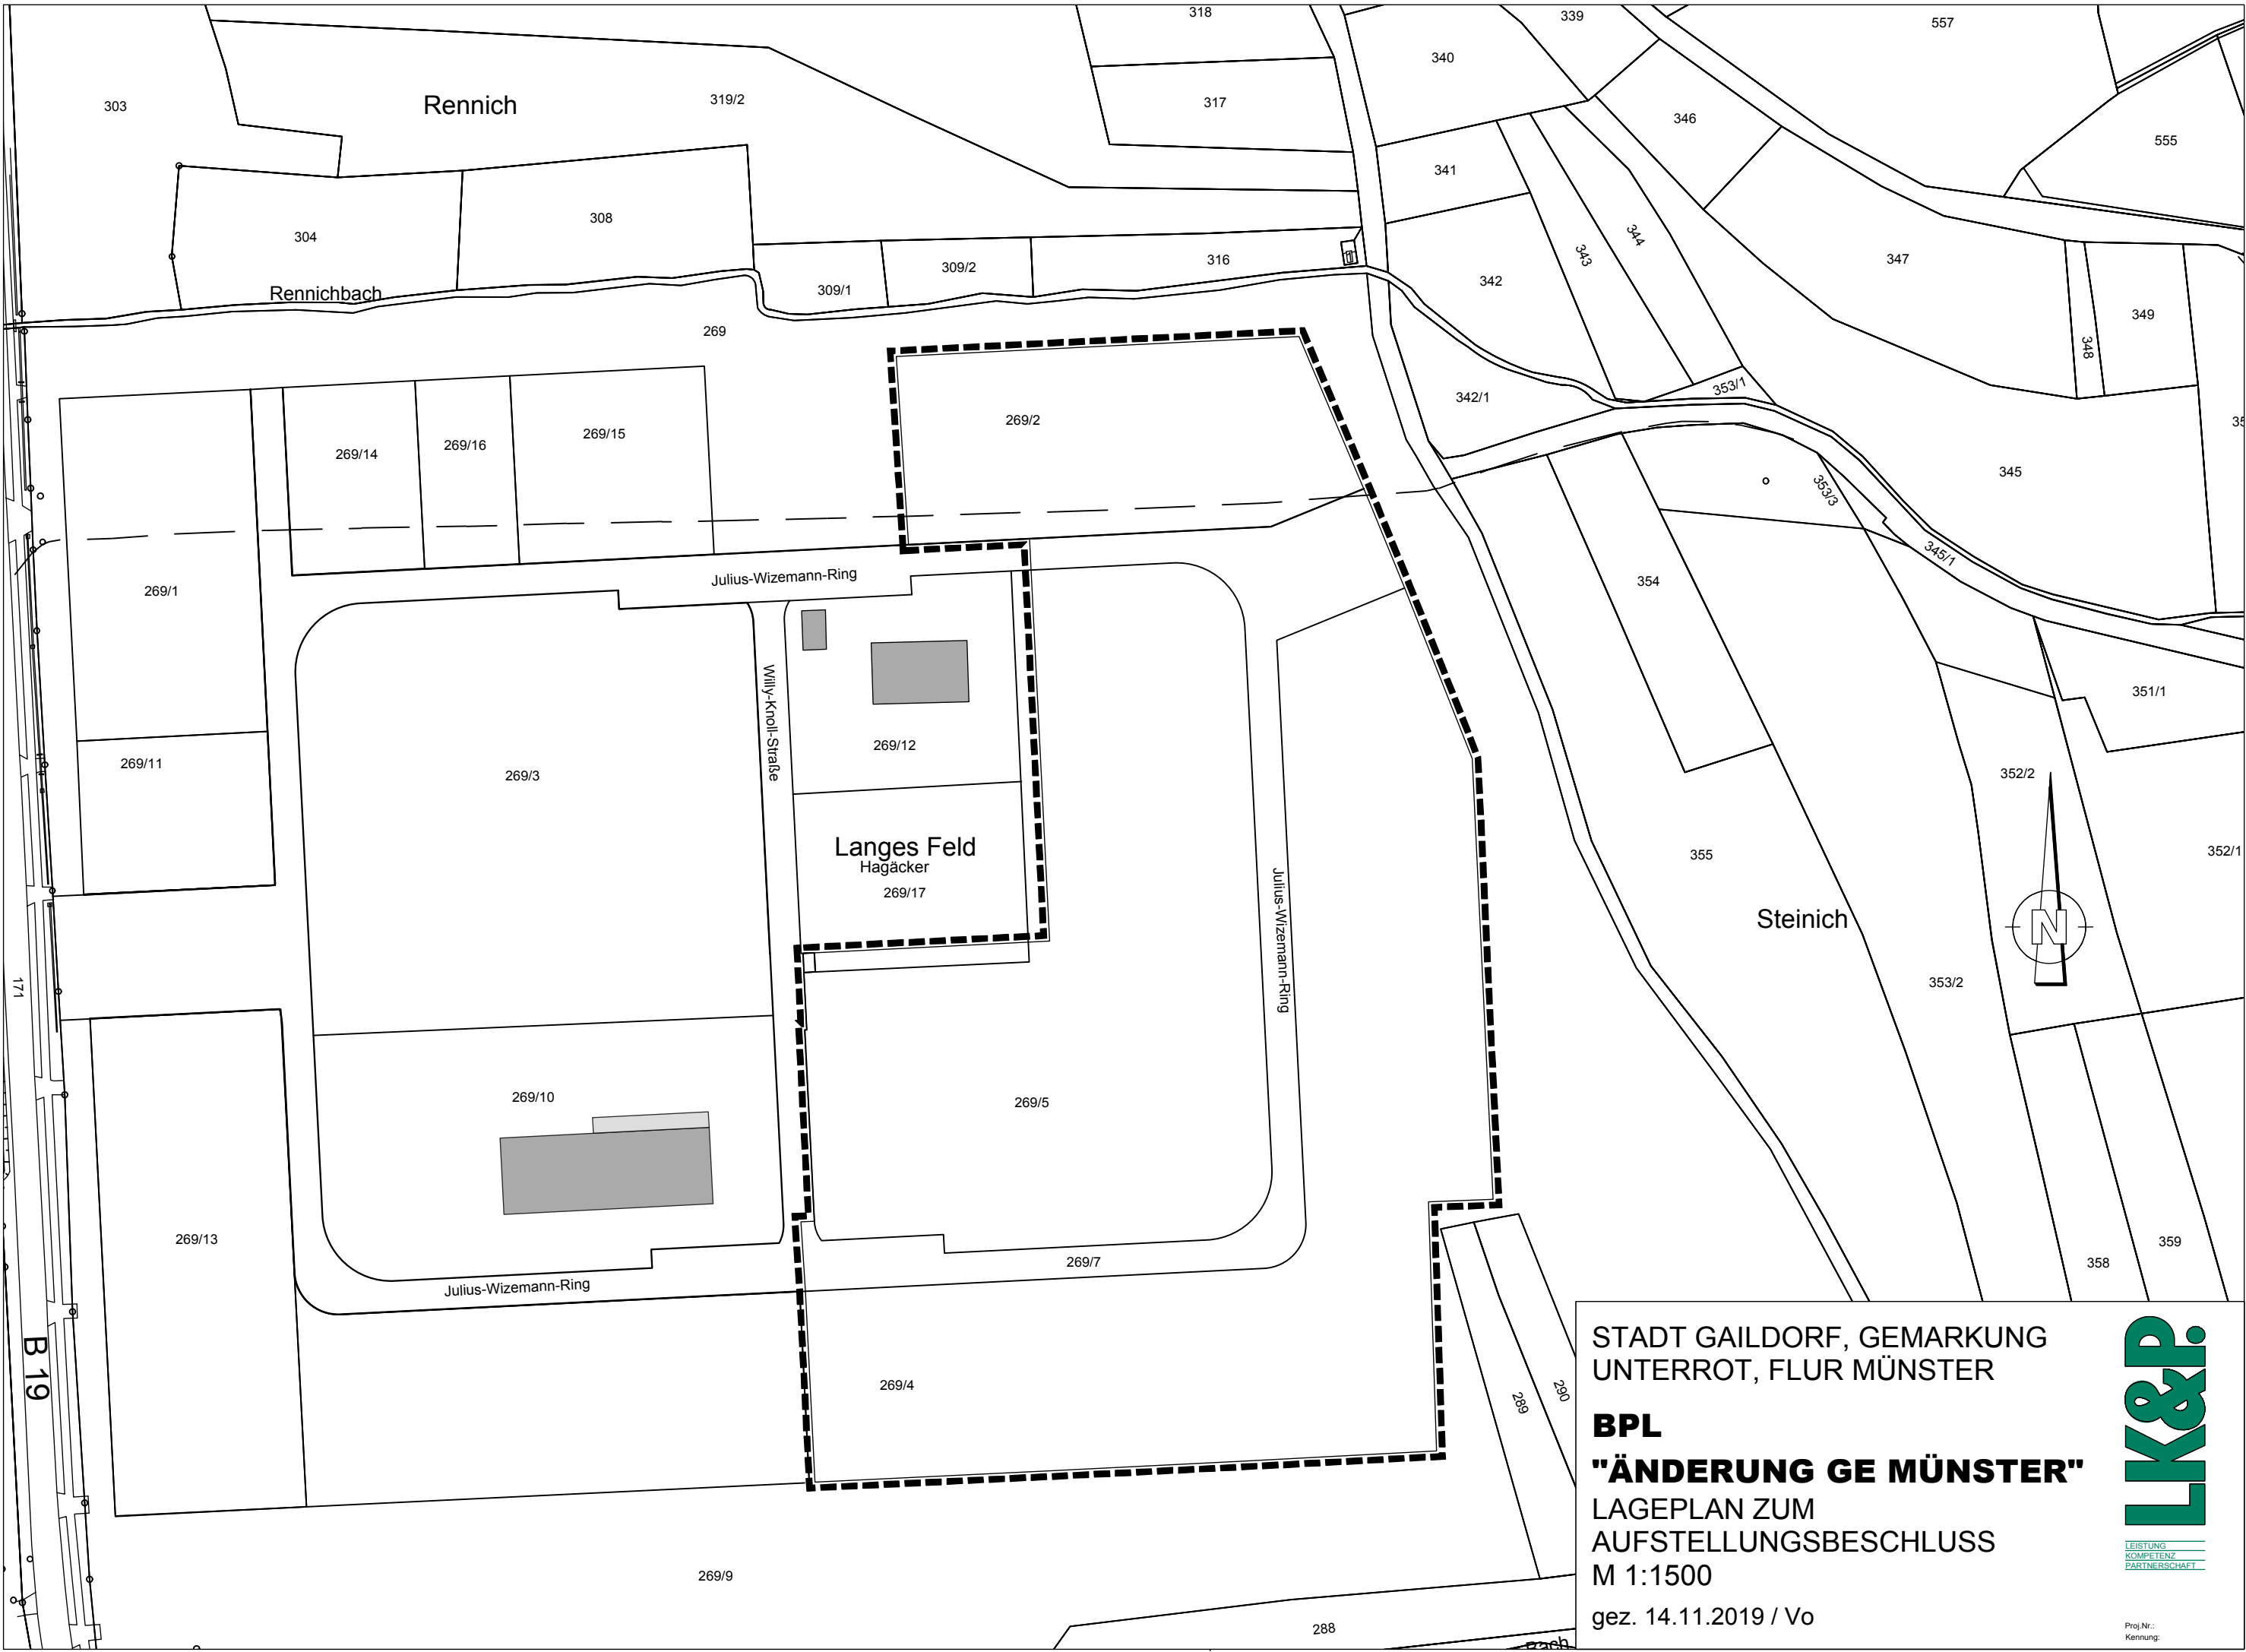 318
339
557
340
303
Rennich
319/2
317
346
555
341
308
304
344
343
347
309/2
316
342
Rennichbach
309/1
269
349
348
353/1
342/1
269/2
269/14
269/16
269/15
345
353/3
345/1
269/1
Julius-Wizemann-Ring
354
351/1
Willy-Knoll-Straße
269/12
269/11
269/3
352/2
Langes Feld
Hagäcker
269/17
355
352/1
Julius-Wizemann-Ring
Steinich
N
171
353/2
269/10
269/5
269/13
359
358
269/7
Julius-Wizemann-Ring
B 19
269/4
289
290
269/9
288
STADT GAILDORF, GEMARKUNG
UNTERROT, FLUR MÜNSTER
BPL
"ÄNDERUNG GE MÜNSTER"
LAGEPLAN ZUM
AUFSTELLUNGSBESCHLUSS
M 1:1500
gez. 14.11.2019 / Vo
LK&P.
LEISTUNG
KOMPETENZ
PARTNERSCHAFT
Proj.Nr.:
Kennung: